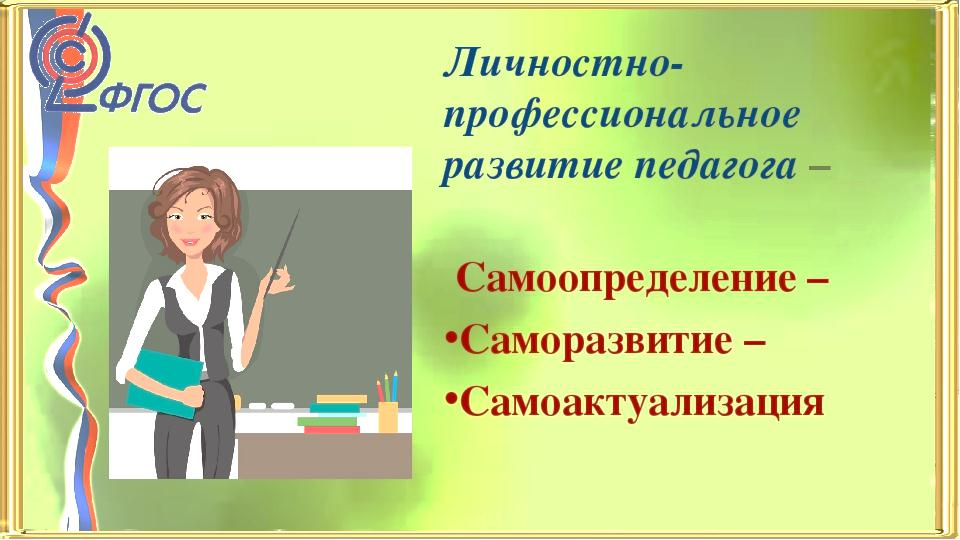 ФГОС
Личностно-
профессиональное
развитие педагога –
Самоопределение –
•Саморазвитие –
•Самоактуализация